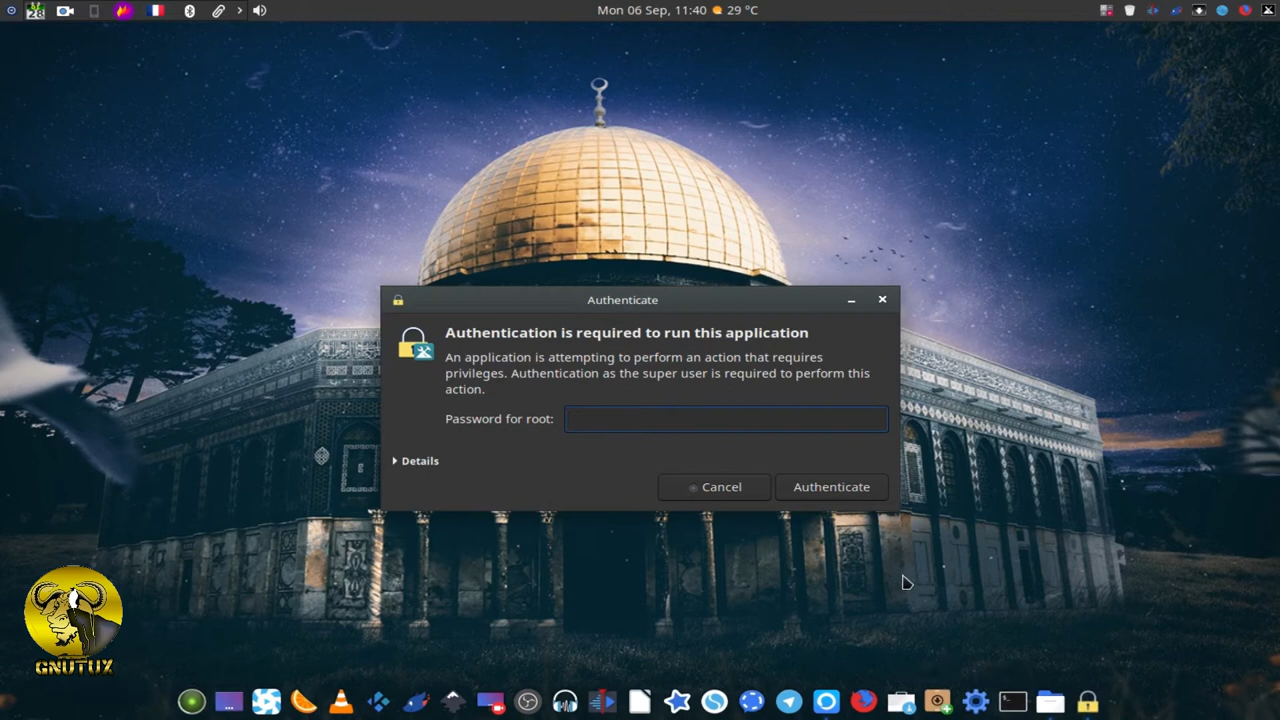 28
Mon 06 Sep, 11:40 29 °C
Authenticate
Authentication is required to run this application
An application is attempting to perform an action that requires
privileges. Authentication as the super user is required to perform this
action.
Password for root:
Details
Cancel
Authenticate
GNUTUX